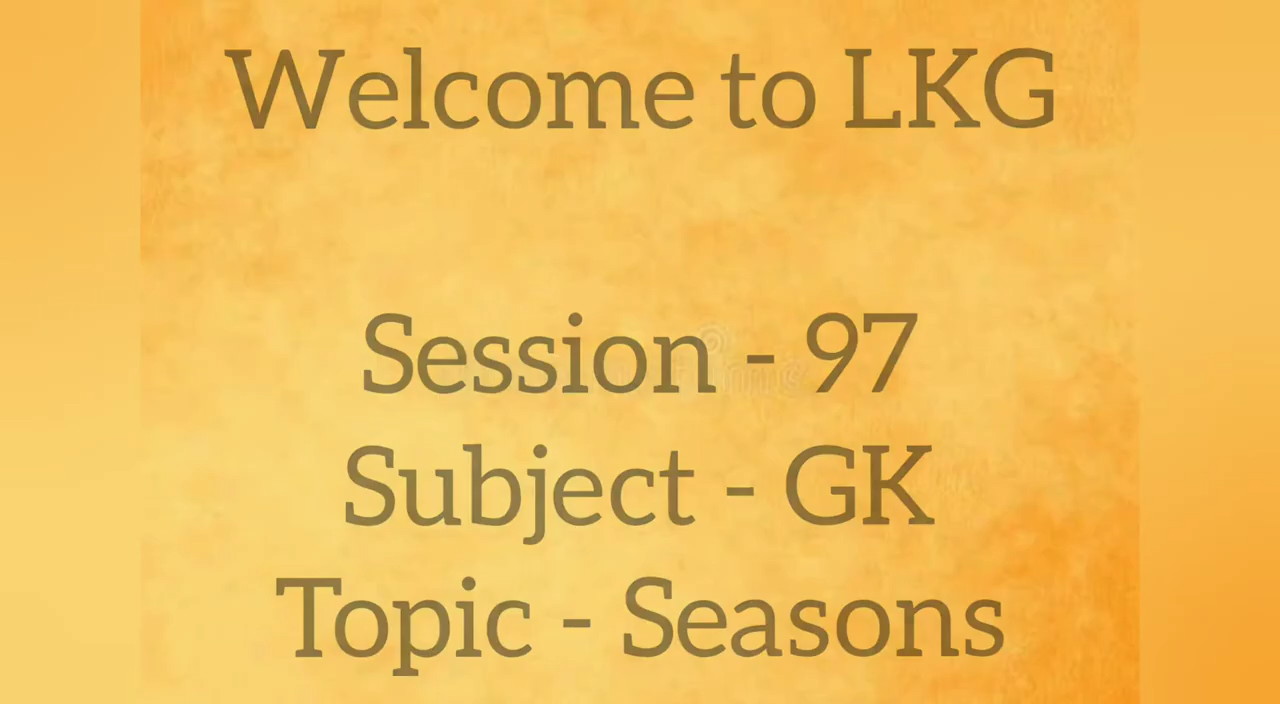 Welcome to LKG
Session - 97
Subject - GK
Topic - Seasons